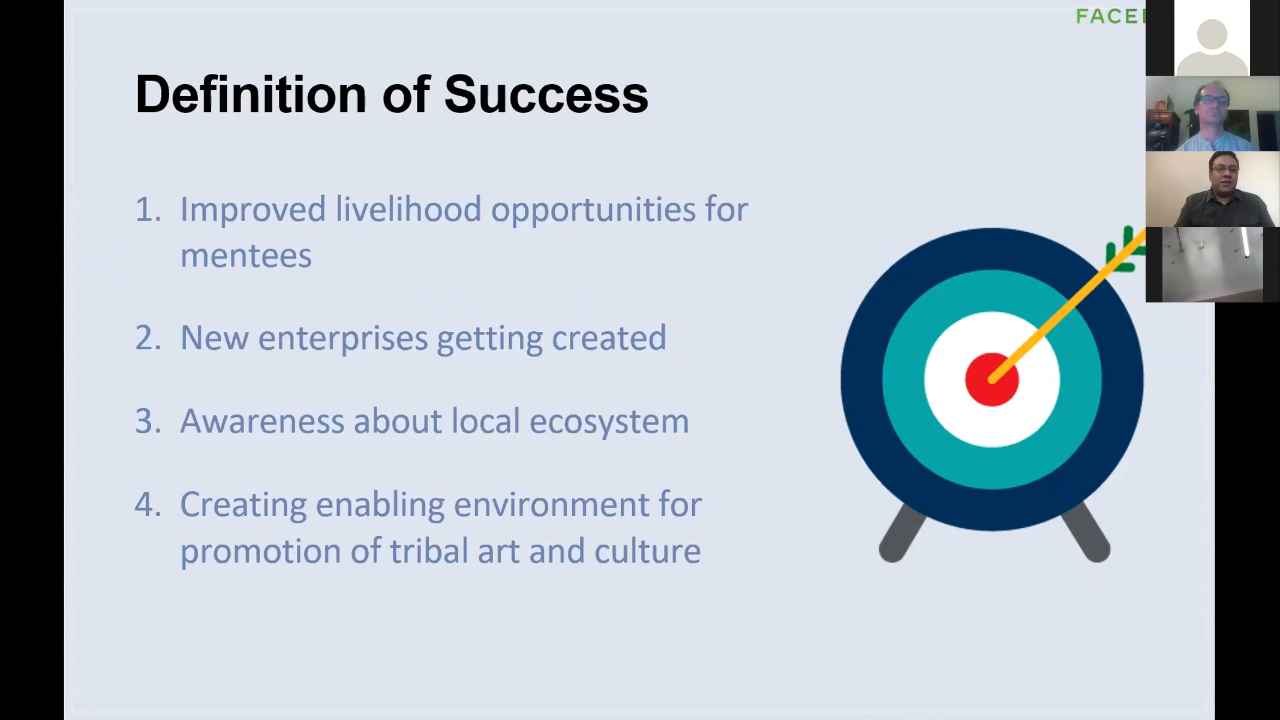 Definition of Success
1. Improved livelihood opportunities for
mentees
2. New enterprises getting created
3. Awareness about local ecosystem
4. Creating enabling environment for
promotion of tribal art and culture